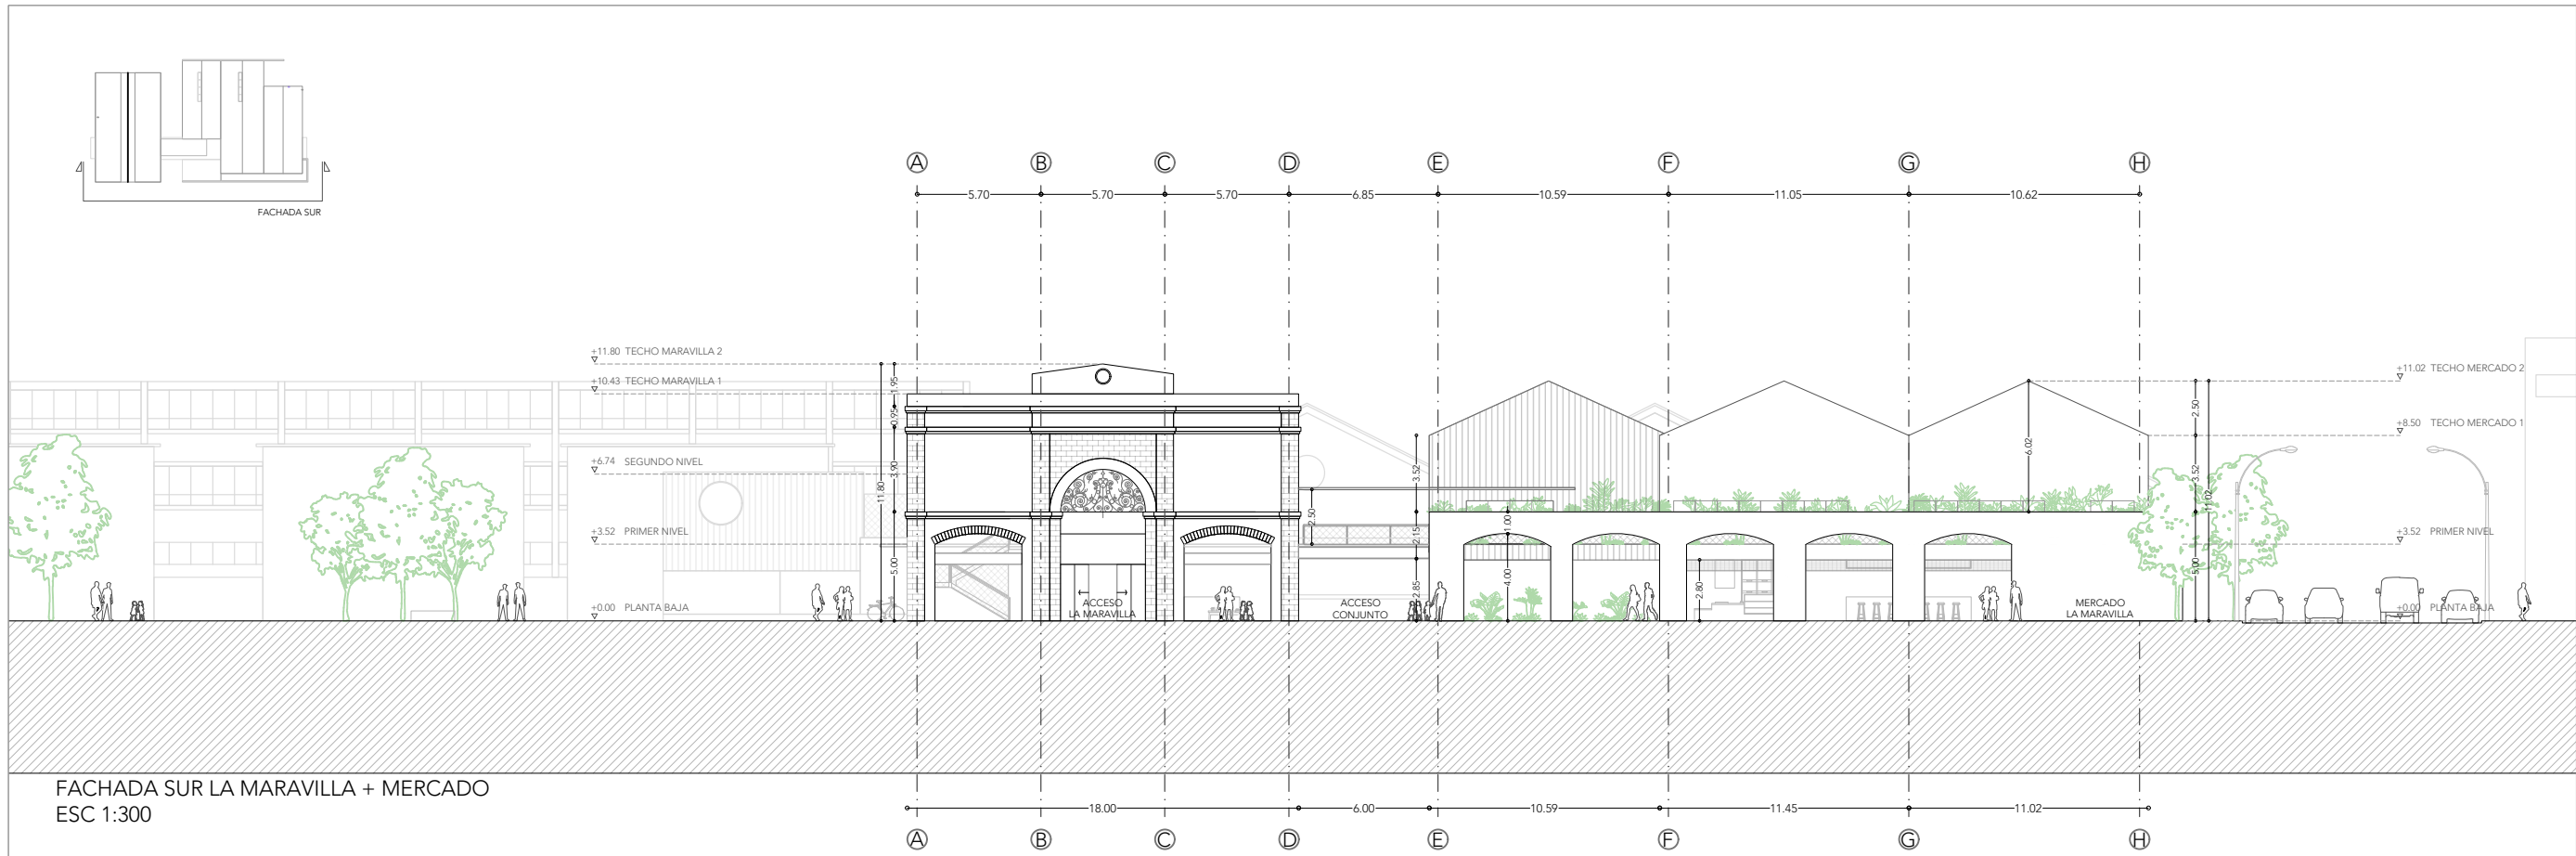 FACHADA SUR
A B C D E F G H
5.70 5.70 5.70 6.85 10.59 11.05 10.62
+11.80 TECHO MARAVILLA 2
+10.43 TECHO MARAVILLA 1
+6.74 SEGUNDO NIVEL
+3.52 PRIMER NIVEL
+0.00 PLANTA BAJA
11.80
1.95
0.95
3.90
5.00
ACCESO
LA MARAVILLA
2.50
ACCESO
CONJUNTO
3.52
2.15
2.85
1.00
4.00
2.80
6.02
MERCADO
LA MARAVILLA
2.50
3.52
5.00
11.02
+11.02 TECHO MERCADO 2
+8.50 TECHO MERCADO 1
+3.52 PRIMER NIVEL
+0.00 PLANTA BAJA
FACHADA SUR LA MARAVILLA + MERCADO
ESC 1:300
18.00 6.00 10.59 11.45 11.02
A B C D E F G H